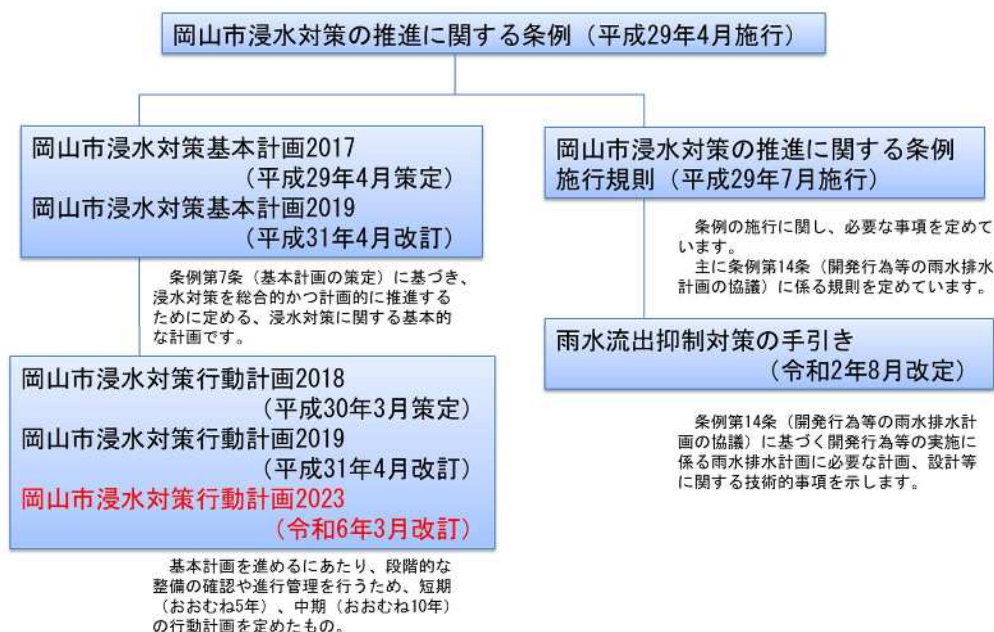 岡山市浸水対策の推進に関する条例（平成29年4月施行）
岡山市浸水対策基本計画2017
（平成29年4月策定）
岡山市浸水対策基本計画2019
（平成31年4月改訂）
条例第7条（基本計画の策定）に基づき、
浸水対策を総合的かつ計画的に推進する
ために定める、浸水対策に関する基本的
な計画です。
岡山市浸水対策行動計画2018
（平成30年3月策定）
岡山市浸水対策行動計画2019
（平成31年4月改訂）
岡山市浸水対策行動計画2023
（令和6年3月改訂）
基本計画を進めるにあたり、段階的な
整備の確認や進行管理を行うため、短期
（おおむね5年）、中期（おおむね10年）
の行動計画を定めたもの。
岡山市浸水対策の推進に関する条例
施行規則（平成29年7月施行）
条例の施行に関し、必要な事項を定めて
います。
主に条例第14条（開発行為等の雨水排水
計画の協議）に係る規則を定めています。
雨水流出抑制対策の手引き
（令和2年8月改定）
条例第14条（開発行為等の雨水排水計
画の協議）に基づく開発行為等の実施に
係る雨水排水計画に必要な計画、設計等
に関する技術的事項を示します。